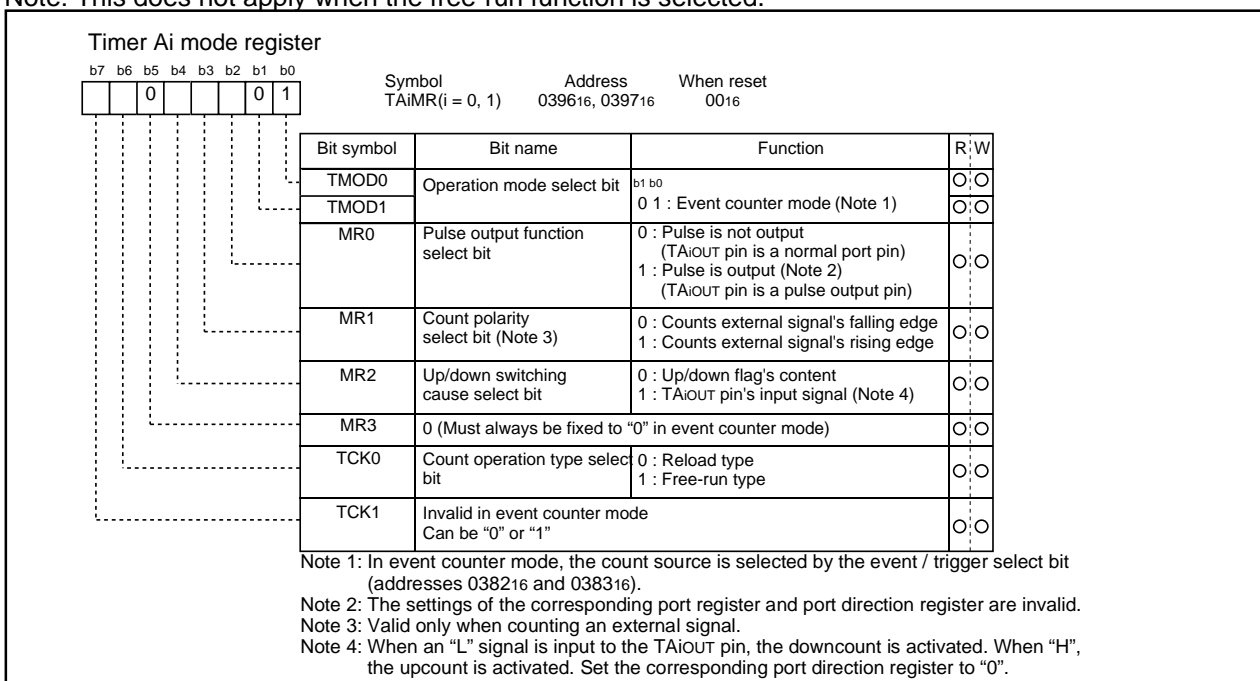 Note: This does not apply when the free-run function is selected.
Timer Ai mode register
b7 b6 b5 b4 b3 b2 b1 b0
0 0 1
Symbol Address When reset
TAiMR(i = 0, 1) 039616, 039716 0016
Bit symbol Bit name Function R W
TMOD0 Operation mode select bit b1 b0
TMOD1 0 1 : Event counter mode (Note 1)
MR0 Pulse output function 0 : Pulse is not output
select bit (TAiOUT pin is a normal port pin)
1 : Pulse is output (Note 2)
(TAiOUT pin is a pulse output pin)
MR1 Count polarity 0 : Counts external signal's falling edge
select bit (Note 3) 1 : Counts external signal's rising edge
MR2 Up/down switching 0 : Up/down flag's content
cause select bit 1 : TAiOUT pin's input signal (Note 4)
MR3 0 (Must always be fixed to “0” in event counter mode)
TCK0 Count operation type select 0 : Reload type
bit 1 : Free-run type
TCK1 Invalid in event counter mode
Can be “0” or “1”
Note 1: In event counter mode, the count source is selected by the event / trigger select bit
(addresses 038216 and 038316).
Note 2: The settings of the corresponding port register and port direction register are invalid.
Note 3: Valid only when counting an external signal.
Note 4: When an “L” signal is input to the TAiOUT pin, the downcount is activated. When “H”,
the upcount is activated. Set the corresponding port direction register to “0”.